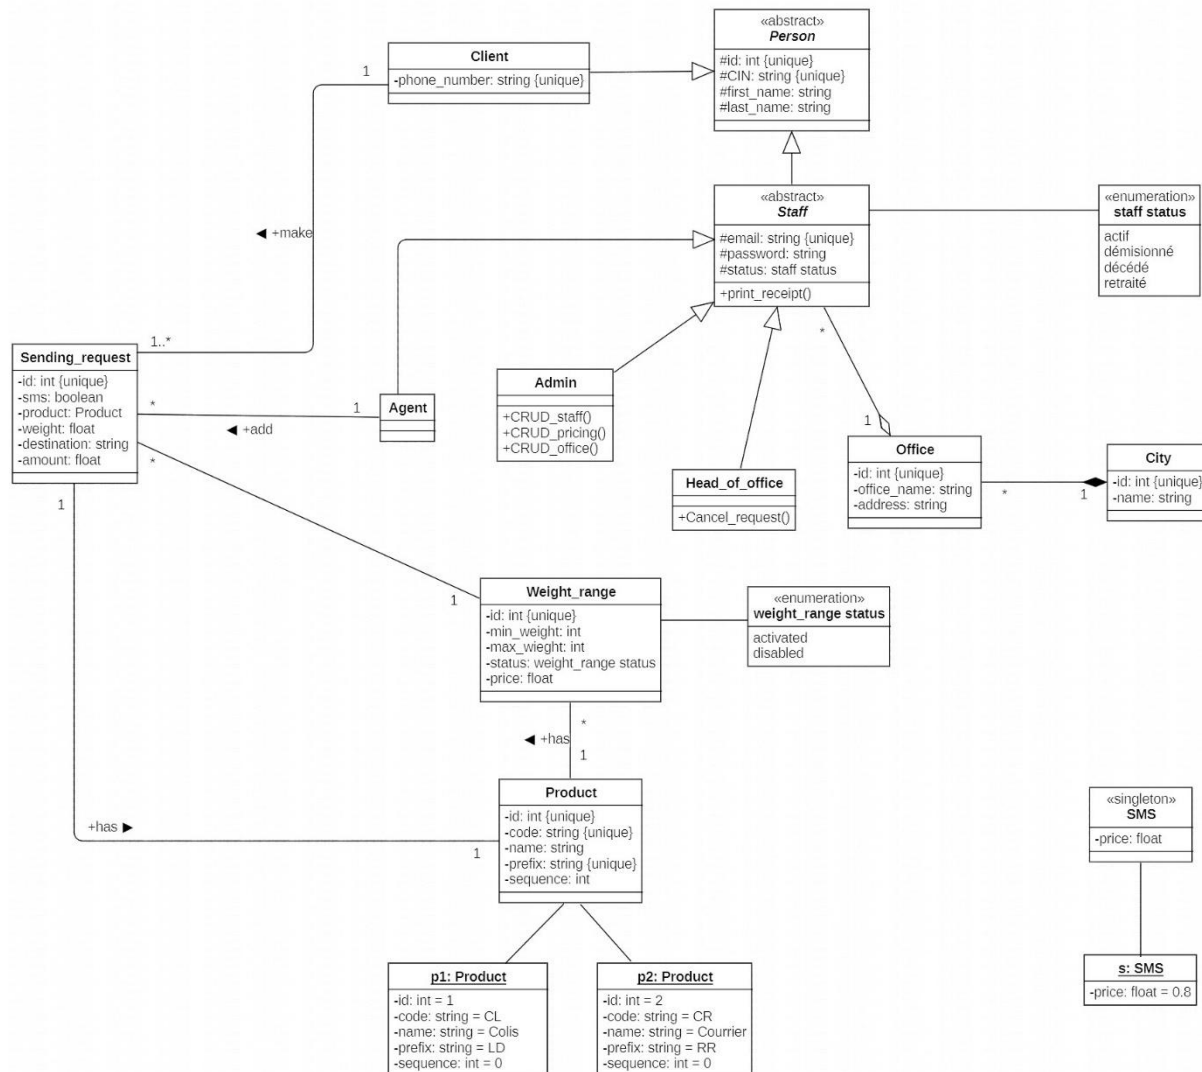 «abstract»
Person
#id: int {unique}
#CIN: string {unique}
#first_name: string
#last_name: string
Client
-phone_number: string {unique}
1
◄ +make
1..*
«abstract»
Staff
#email: string {unique}
#password: string
#status: staff status
+print_receipt()
«enumeration»
staff status
actif
démisionné
décédé
retraité
Sending_request
-id: int {unique}
-sms: boolean
-product: Product
-weight: float
-destination: string
-amount: float
*
1
◄ +add
Agent
Admin
+CRUD_staff()
+CRUD_pricing()
+CRUD_office()
Head_of_office
+Cancel_request()
*
1
Office
-id: int {unique}
-office_name: string
-address: string
*
1
City
-id: int {unique}
-name: string
*
1
1
Weight_range
-id: int {unique}
-min_weight: int
-max_wieght: int
-status: weight_range status
-price: float
«enumeration»
weight_range status
activated
disabled
*
◄ +has
1
+has ►
1
Product
-id: int {unique}
-code: string {unique}
-name: string
-prefix: string {unique}
-sequence: int
«singleton»
SMS
-price: float
p1: Product
-id: int = 1
-code: string = CL
-name: string = Colis
-prefix: string = LD
-sequence: int = 0
p2: Product
-id: int = 2
-code: string = CR
-name: string = Courrier
-prefix: string = RR
-sequence: int = 0
s: SMS
-price: float = 0.8